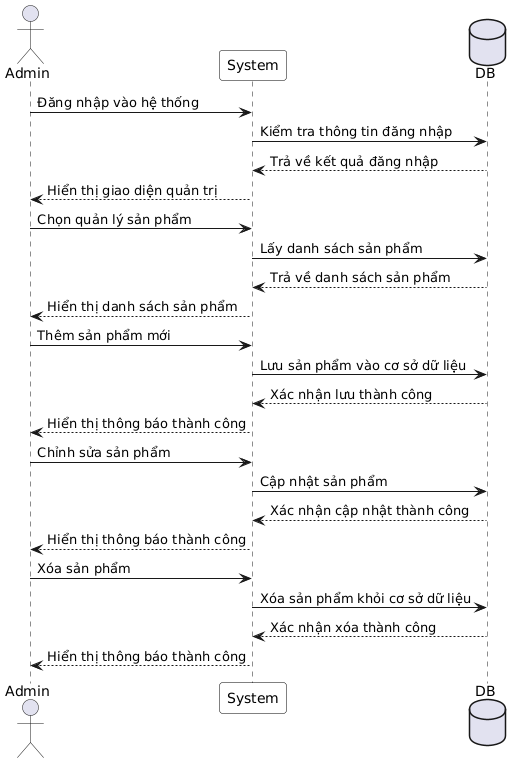 Admin
System
DB
Đăng nhập vào hệ thống
Kiểm tra thông tin đăng nhập
Trả về kết quả đăng nhập
Hiển thị giao diện quản trị
Chọn quản lý sản phẩm
Lấy danh sách sản phẩm
Trả về danh sách sản phẩm
Hiển thị danh sách sản phẩm
Thêm sản phẩm mới
Lưu sản phẩm vào cơ sở dữ liệu
Xác nhận lưu thành công
Hiển thị thông báo thành công
Chỉnh sửa sản phẩm
Cập nhật sản phẩm
Xác nhận cập nhật thành công
Hiển thị thông báo thành công
Xóa sản phẩm
Xóa sản phẩm khỏi cơ sở dữ liệu
Xác nhận xóa thành công
Hiển thị thông báo thành công
Admin
System
DB